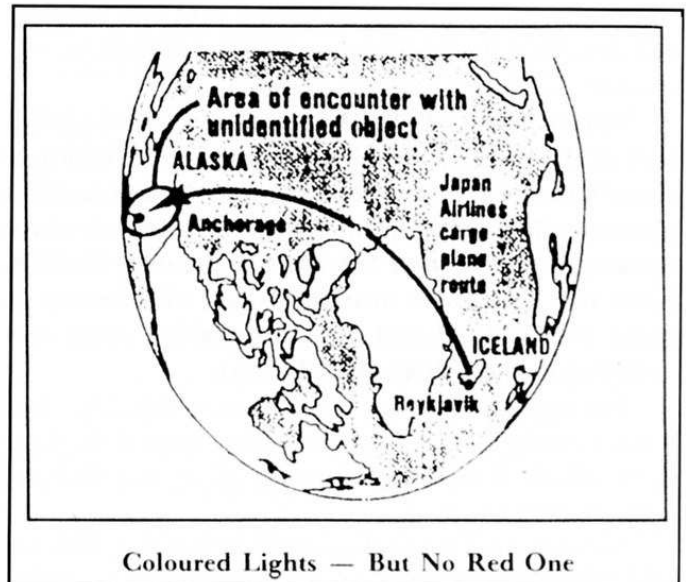 Area of encounter with
unidentified object
ALASKA
Anchorage
Japan
Airlines
cargo
plane
route
ICELAND
Reykjavik
Coloured Lights — But No Red One